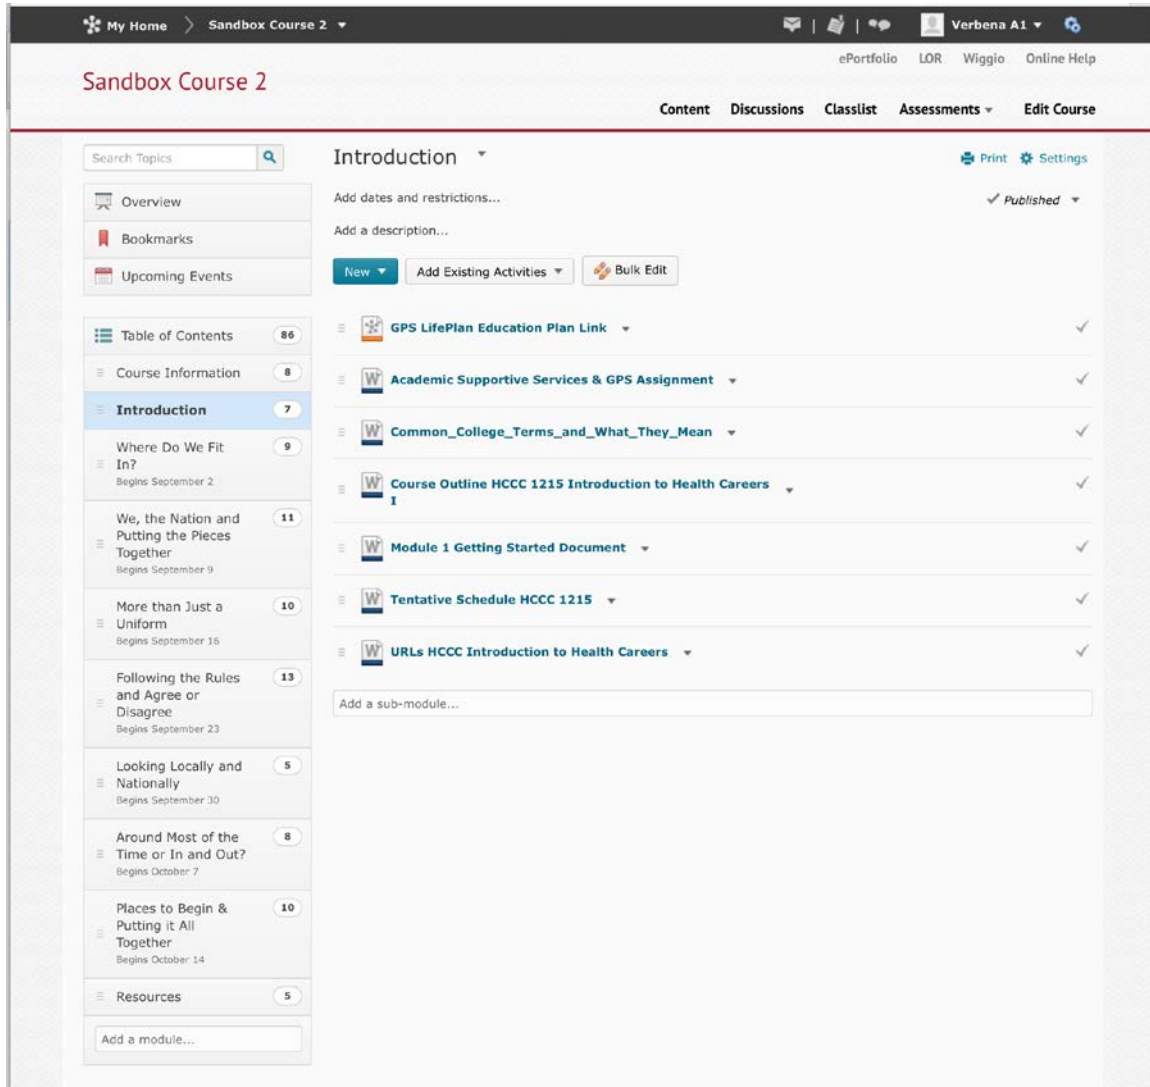 My Home Sandbox Course 2
Verbena A1
ePortfolio LOR Wiggio Online Help
Sandbox Course 2
Content Discussions Classlist Assessments Edit Course
Search Topics
Overview
Bookmarks
Upcoming Events
Table of Contents 86
Course Information 8
Introduction 7
Where Do We Fit 9
In?
Begins September 2
We, the Nation and 11
Putting the Pieces
Together
Begins September 9
More than Just a 10
Uniform
Begins September 16
Following the Rules 13
and Agree or
Disagree
Begins September 23
Looking Locally and 5
Nationally
Begins September 30
Around Most of the 8
Time or In and Out?
Begins October 7
Places to Begin & 10
Putting it All
Together
Begins October 14
Resources 5
Add a module...
Introduction
Print Settings
Add dates and restrictions...
Published
Add a description...
New Add Existing Activities Bulk Edit
GPS LifePlan Education Plan Link
W Academic Supportive Services & GPS Assignment
W Common_College_Terms_and_What_They_Mean
W Course Outline HCCC 1215 Introduction to Health Careers
I
W Module 1 Getting Started Document
W Tentative Schedule HCCC 1215
W URLs HCCC Introduction to Health Careers
Add a sub-module...